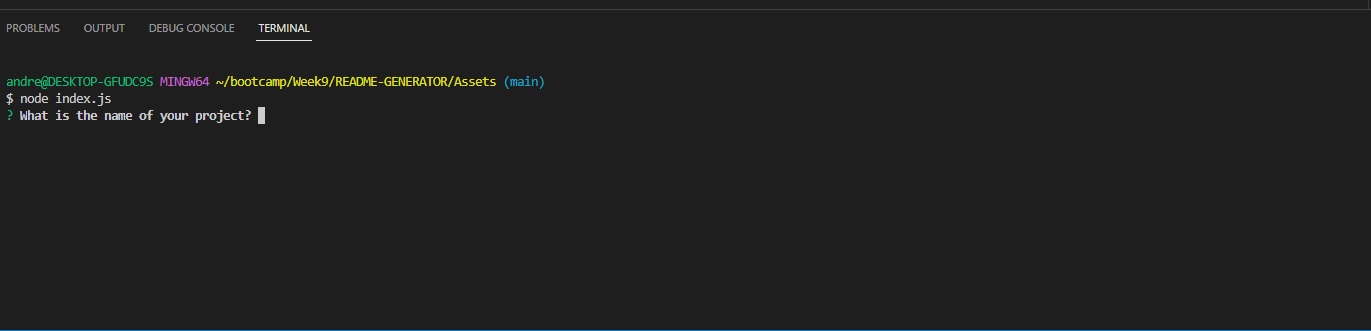 PROBLEMS OUTPUT DEBUG CONSOLE TERMINAL
andre@DESKTOP-GFUDC9S MINGW64 ~/bootcamp/Week9/README-GENERATOR/Assets (main)
$ node index.js
? What is the name of your project?